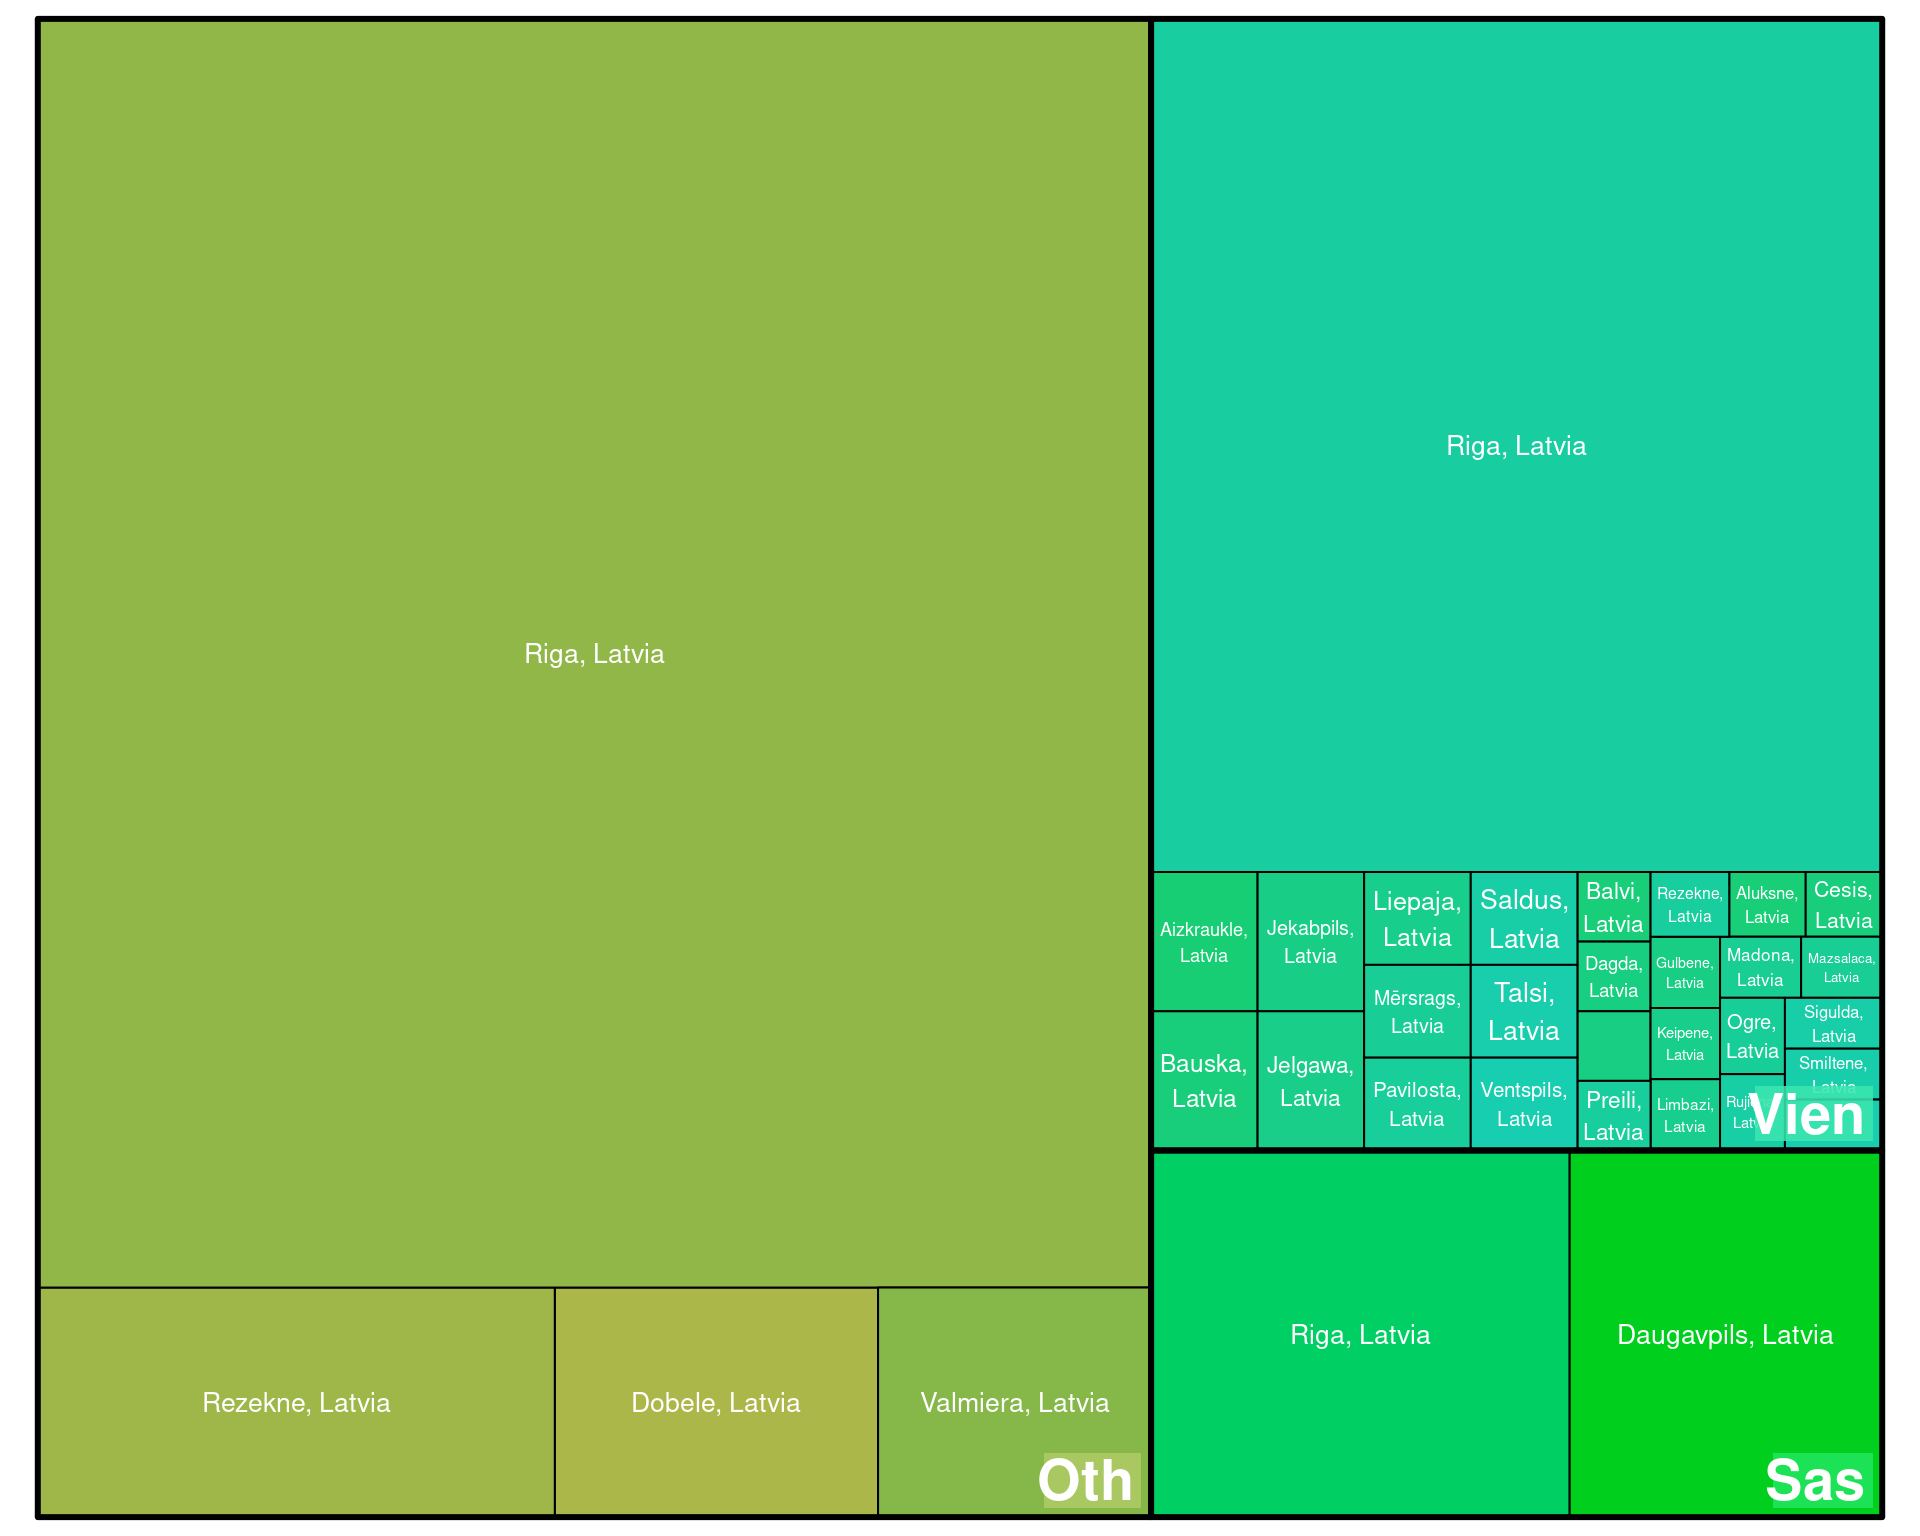 Riga, Latvia
Rezekne, Latvia
Dobele, Latvia
Valmiera, Latvia
Oth
Riga, Latvia
Aizkraukle,
Latvia
Bauska,
Latvia
Jekabpils,
Latvia
Jelgawa,
Latvia
Liepaja,
Latvia
Mērsrags,
Latvia
Pavilosta,
Latvia
Saldus,
Latvia
Talsi,
Latvia
Ventspils,
Latvia
Balvi,
Latvia
Dagda,
Latvia
Preili,
Latvia
Rezekne,
Latvia
Aluksne,
Latvia
Cesis,
Latvia
Gulbene,
Latvia
Keipene,
Latvia
Limbazi,
Latvia
Madona,
Latvia
Mazsalaca,
Latvia
Ogre,
Latvia
Sigulda,
Latvia
Smiltene,
Latvia
Vien
Riga, Latvia
Daugavpils, Latvia
Sas